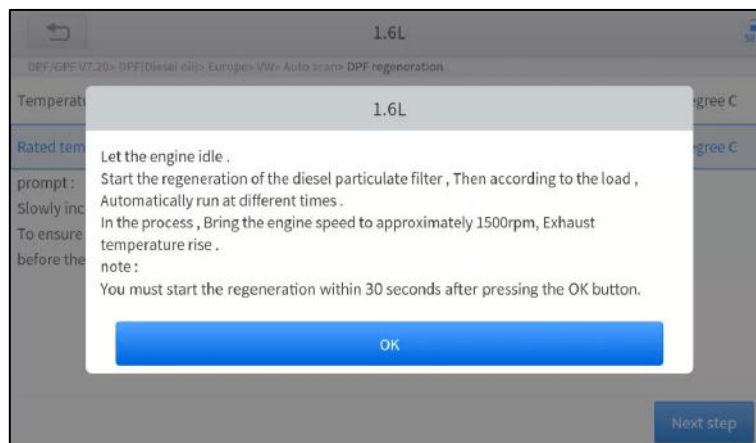 1.6L
DPF/GPF V7.20> DPF(Diesel oil)> Europe> VW> Auto scan> DPF regeneration
Temperat
egree C
1.6L
Rated tem
egree C
Let the engine idle .
Start the regeneration of the diesel particulate filter , Then according to the load ,
Automatically run at different times .
In the process , Bring the engine speed to approximately 1500rpm, Exhaust
temperature rise .
note :
You must start the regeneration within 30 seconds after pressing the OK button.
prompt :
Slowly inc
To ensure
before the
OK
Next step